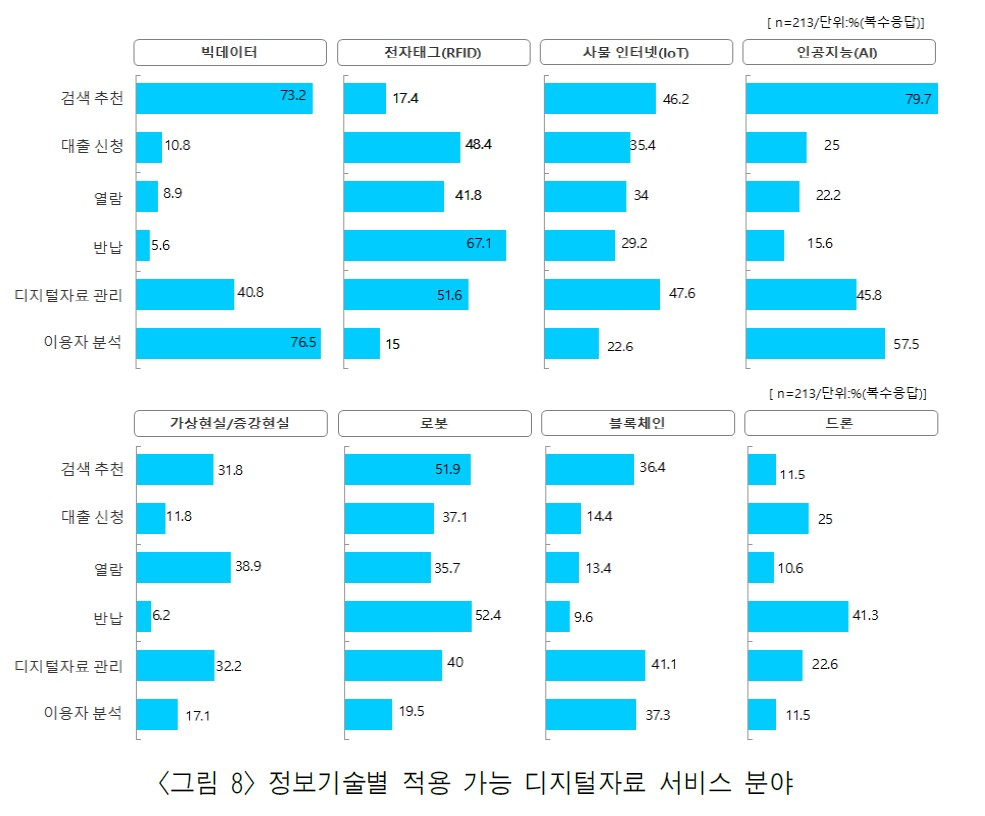 [ n=213/단위:%(복수응답)]
빅데이터 전자태그(RFID) 사물 인터넷(IoT) 인공지능(AI)
검색 추천 73.2 17.4 46.2 79.7
대출 신청 10.8 48.4 35.4 25
열람 8.9 41.8 34 22.2
반납 5.6 67.1 29.2 15.6
디지털자료 관리 40.8 51.6 47.6 45.8
이용자 분석 76.5 15 22.6 57.5
[ n=213/단위:%(복수응답)]
가상현실/증강현실 로봇 블록체인 드론
검색 추천 31.8 51.9 36.4 11.5
대출 신청 11.8 37.1 14.4 25
열람 38.9 35.7 13.4 10.6
반납 6.2 52.4 9.6 41.3
디지털자료 관리 32.2 40 41.1 22.6
이용자 분석 17.1 19.5 37.3 11.5
〈그림 8〉 정보기술별 적용 가능 디지털자료 서비스 분야